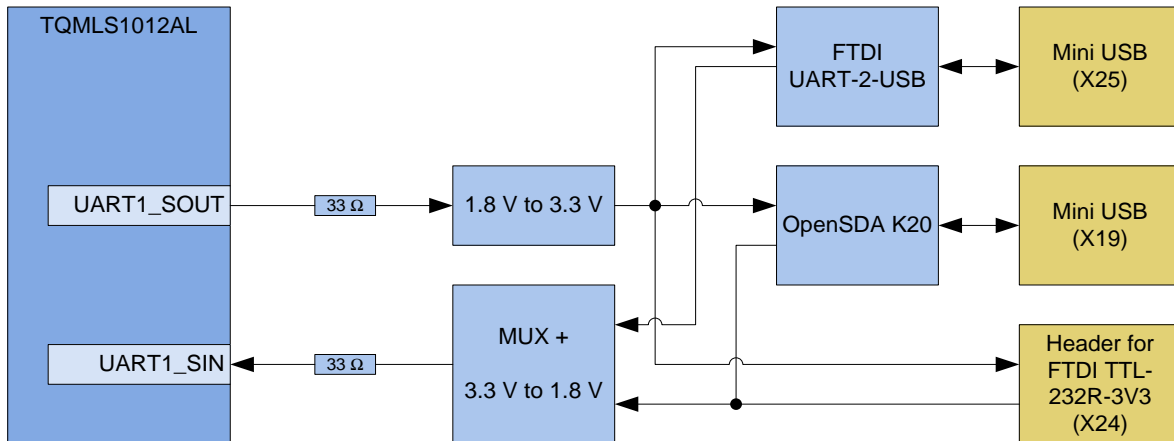 TQMLS1012AL
UART1_SOUT
33 Ω
1.8 V to 3.3 V
FTDI
UART-2-USB
Mini USB
(X25)
OpenSDA K20
Mini USB
(X19)
UART1_SIN
33 Ω
MUX +
3.3 V to 1.8 V
Header for
FTDI TTL-
232R-3V3
(X24)